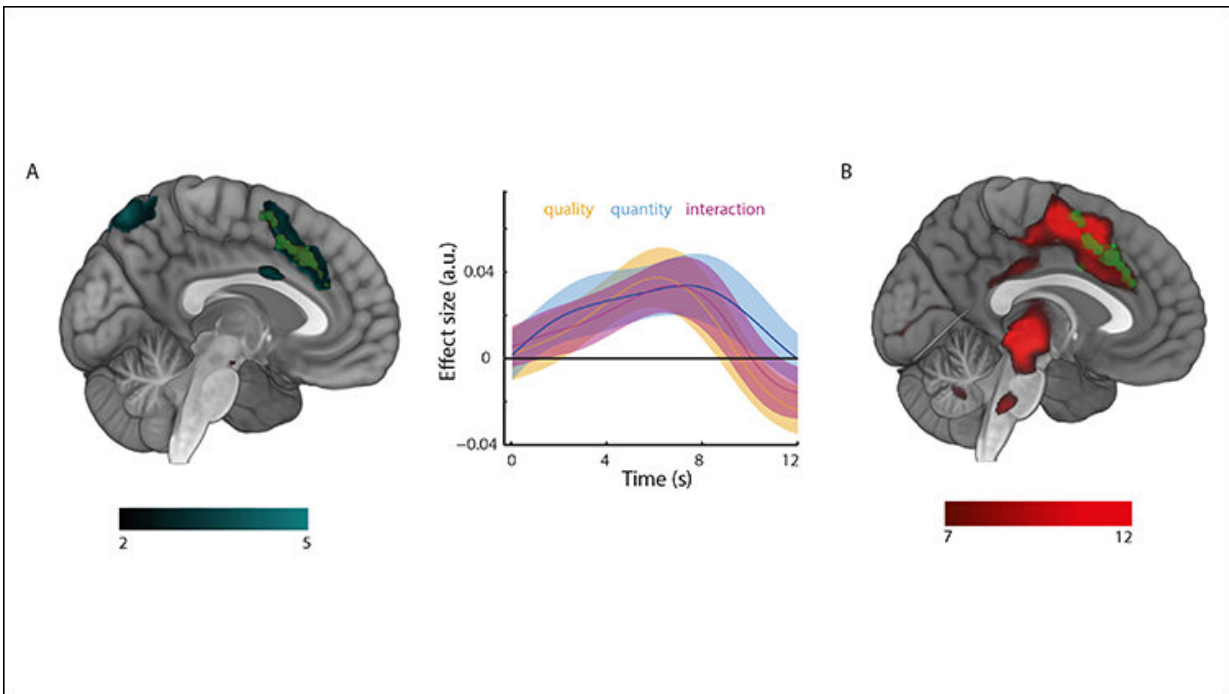 A
quality quantity interaction
B
Effect size (a.u.)
0.04
0
−0.04
0 4 8 12
Time (s)
2 5
7 12